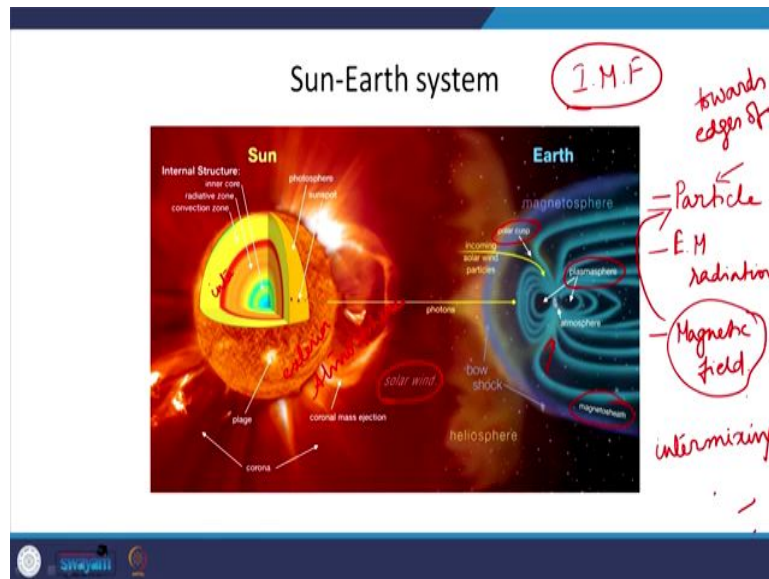 Sun-Earth system
I.M.F
towards
edges of
Sun
Earth
Internal Structure:
inner core
radiative zone
convection zone
photosphere
sunspot
magnetosphere
polar cusp
incoming
solar wind
particles
plasmasphere
photons
atmosphere
exterior
solar wind
plage
coronal mass ejection
corona
bow
shock
heliosphere
magnetosheath
- Particle
- E.M
radiation
- Magnetic
field
intermixing
swayam